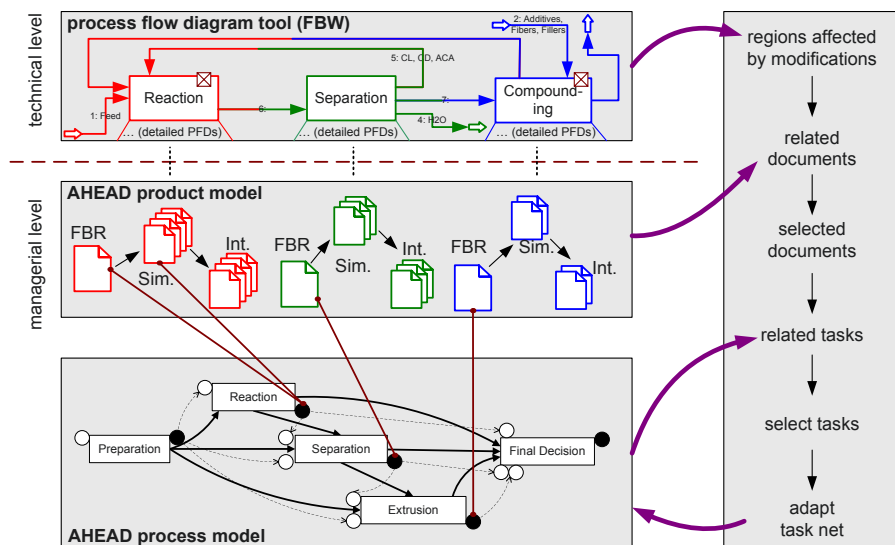 process flow diagram tool (FBW)
2: Additives,
Fibers, Fillers
5: CL, CD, ACA
Reaction
Separation
Compound-
ing
1: Feed
6:
7:
4: H2O
... (detailed PFDs)
... (detailed PFDs)
... (detailed PFDs)
technical level
managerial level
AHEAD product model
FBR
Sim.
Int.
FBR
Sim.
Int.
FBR
Sim.
Int.
Reaction
Preparation
Separation
Final Decision
Extrusion
AHEAD process model
regions affected
by modifications
related
documents
selected
documents
related tasks
select tasks
adapt
task net